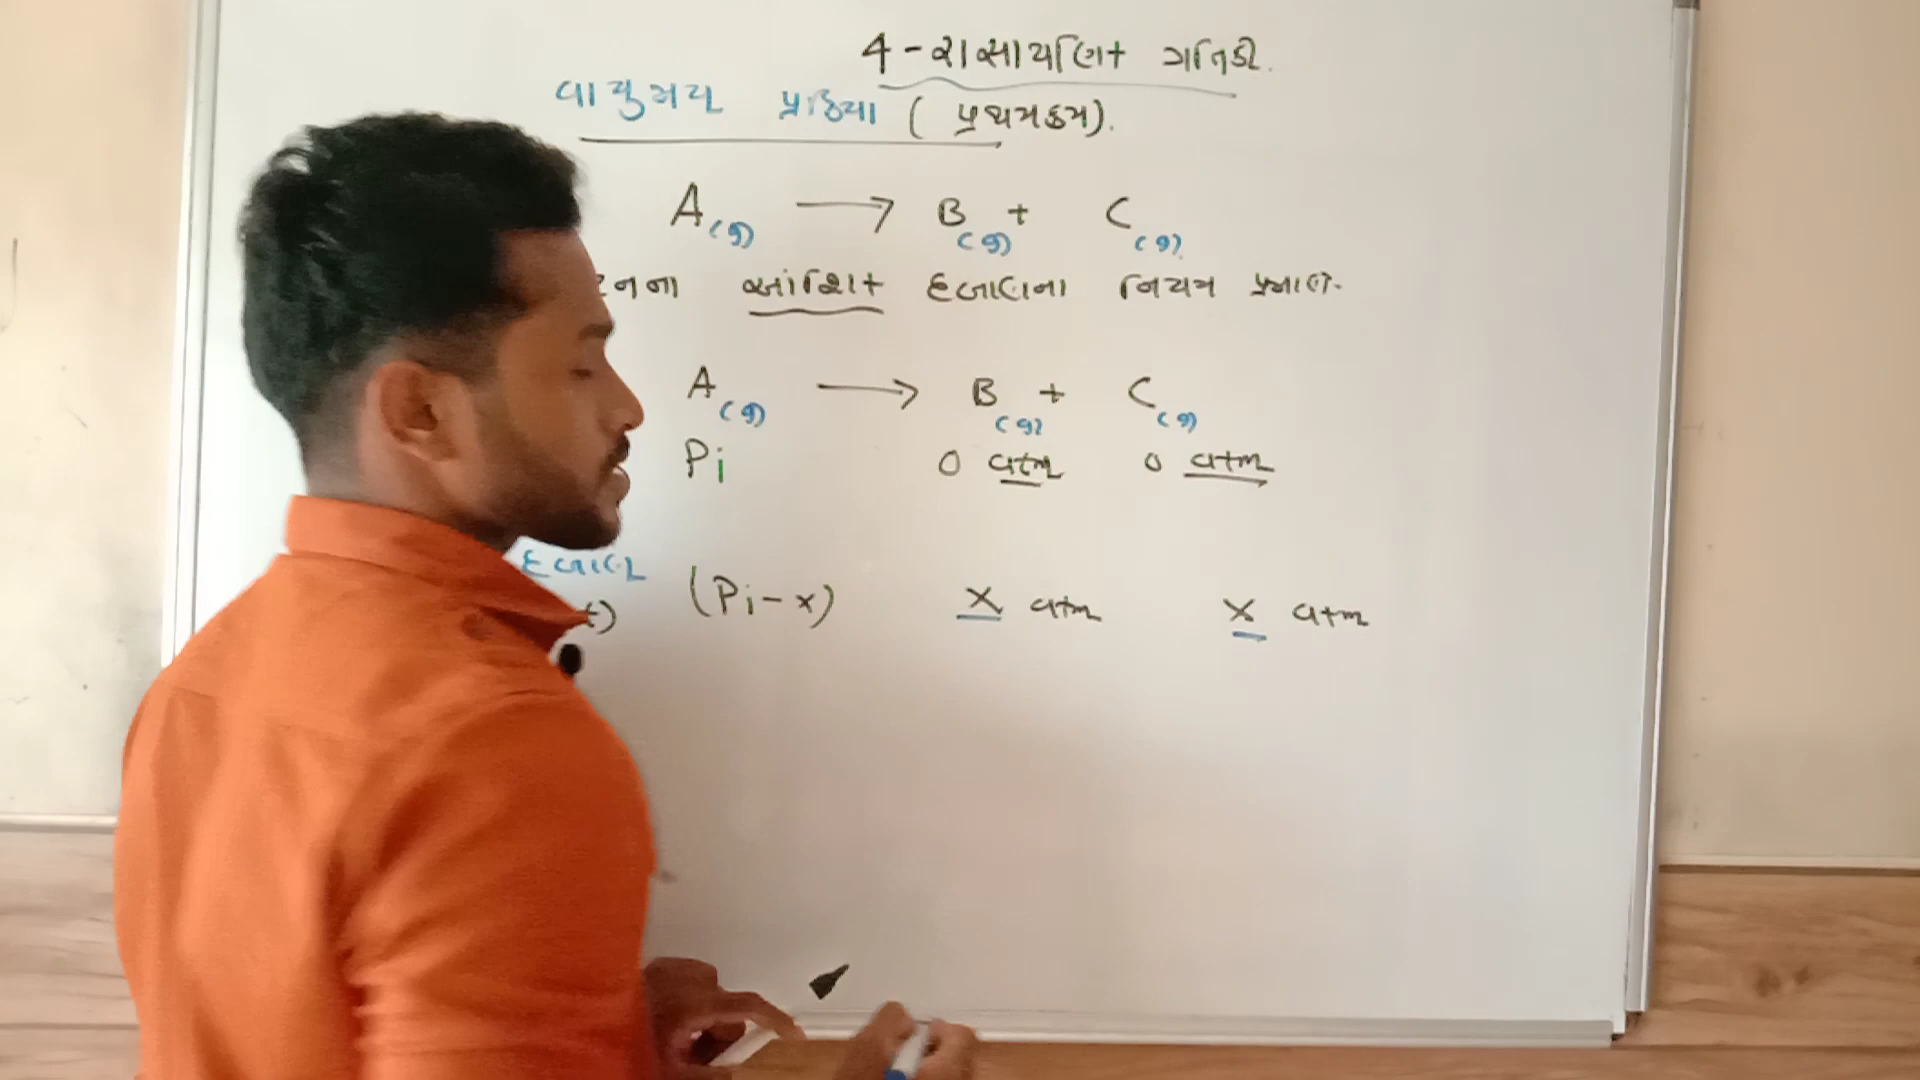 4 - રાસાયણિક ગતિકી.
વાયુમય પ્રક્રિયા ( પ્રથમક્રમ).
A(g) → B(g) + C(g)
ટનના આંશિક દબાણના નિયમ પ્રમાણે.
A(g) → B(g) + C(g)
Pi 0 atm 0 atm
દબાણ
t) (Pi-x) x atm x atm